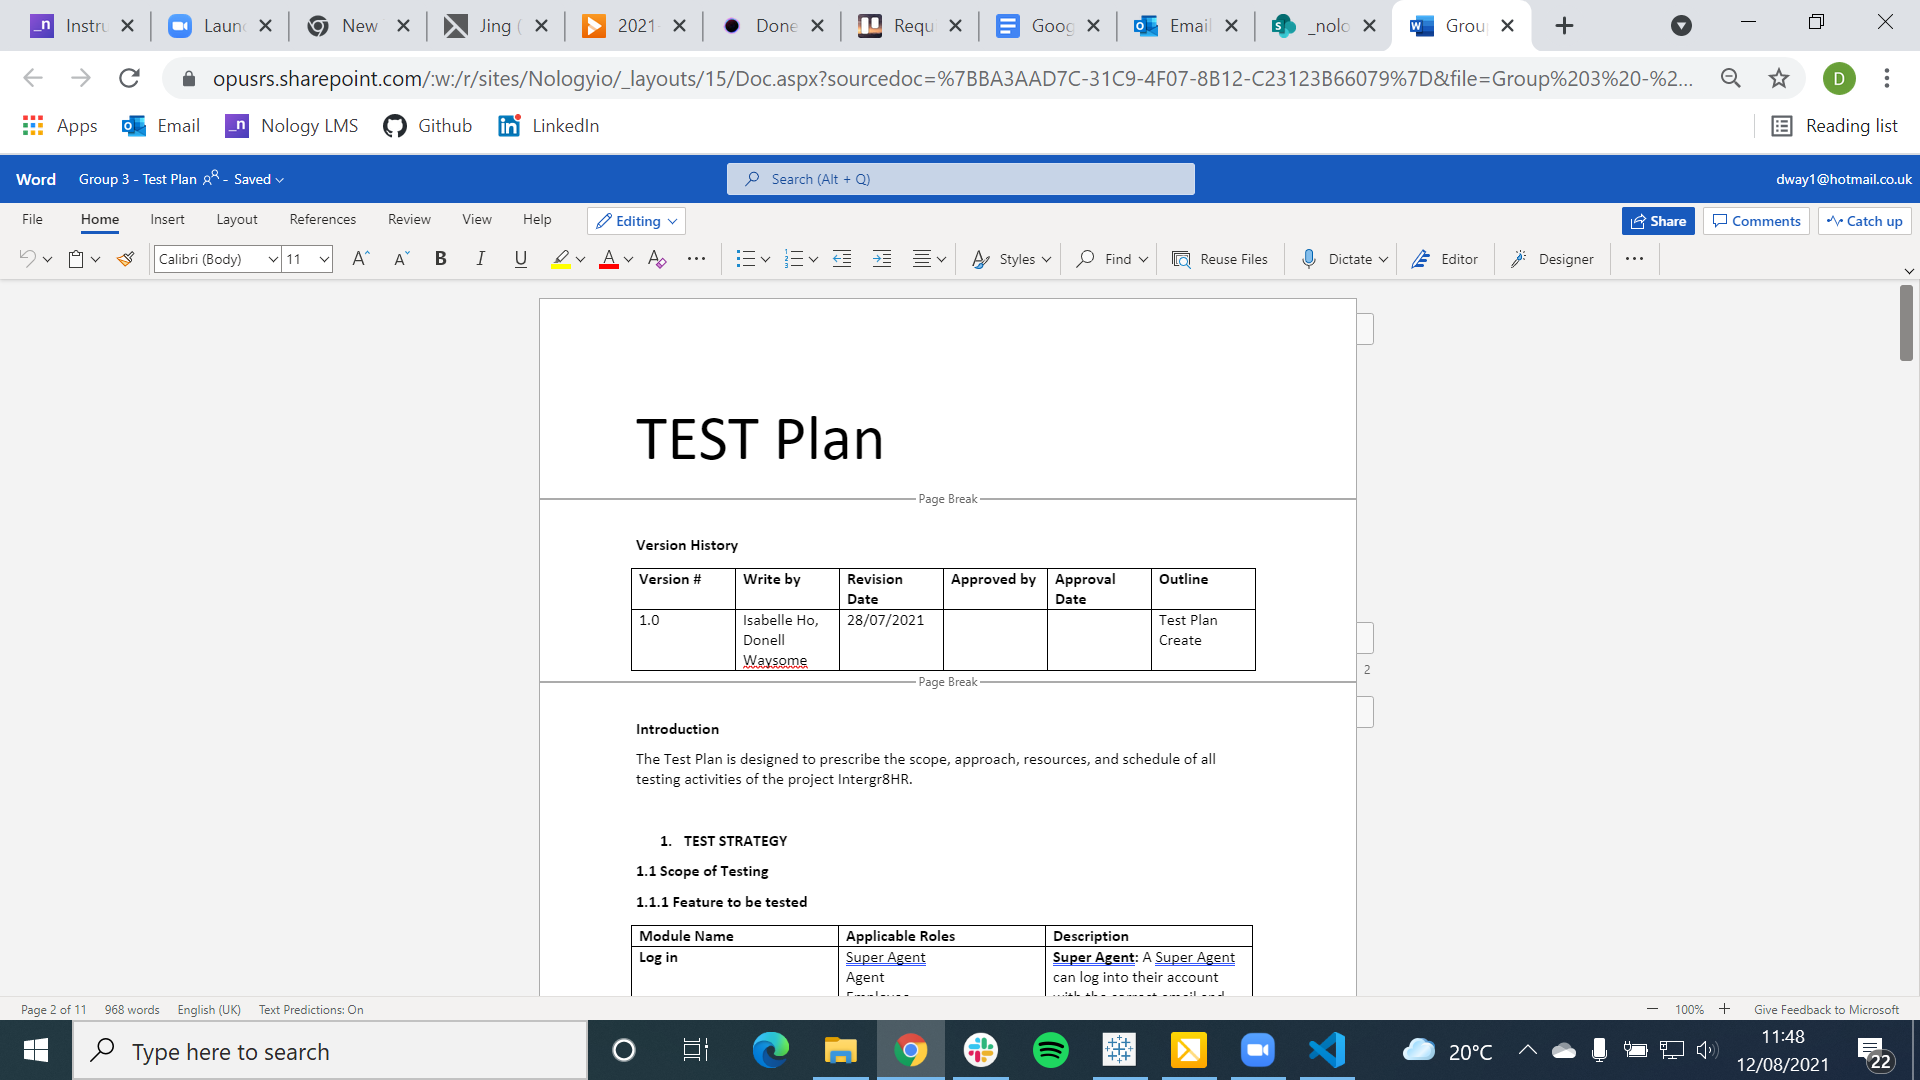 Instru
Laun
New
Jing (
2021-
Done
Requ
Goog
Email
_nolo
Grou
opusrs.sharepoint.com/:w:/r/sites/Nologyio/_layouts/15/Doc.aspx?sourcedoc=%7BBA3AAD7C-31C9-4F07-8B12-C23123B66079%7D&file=Group%203%20-%2...
D
Apps
Email
_n Nology LMS
Github
LinkedIn
Reading list
Word
Group 3 - Test Plan - Saved
Search (Alt + Q)
dway1@hotmail.co.uk
File Home Insert Layout References Review View Help
Editing
Share
Comments
Catch up
Calibri (Body)
11
Styles
Find
Reuse Files
Dictate
Editor
Designer
TEST Plan
Page Break
Version History
Version # Write by Revision Date Approved by Approval Date Outline
1.0 Isabelle Ho, Donell Waysome 28/07/2021 Test Plan Create
2
Page Break
Introduction
The Test Plan is designed to prescribe the scope, approach, resources, and schedule of all
testing activities of the project Intergr8HR.
1. TEST STRATEGY
1.1 Scope of Testing
1.1.1 Feature to be tested
Module Name Applicable Roles Description
Log in Super Agent Super Agent: A Super Agent
Agent can log into their account
Employee with the correct email and
Page 2 of 11 968 words English (UK) Text Predictions: On
100%
Give Feedback to Microsoft
Type here to search
20°C
11:48
12/08/2021
22